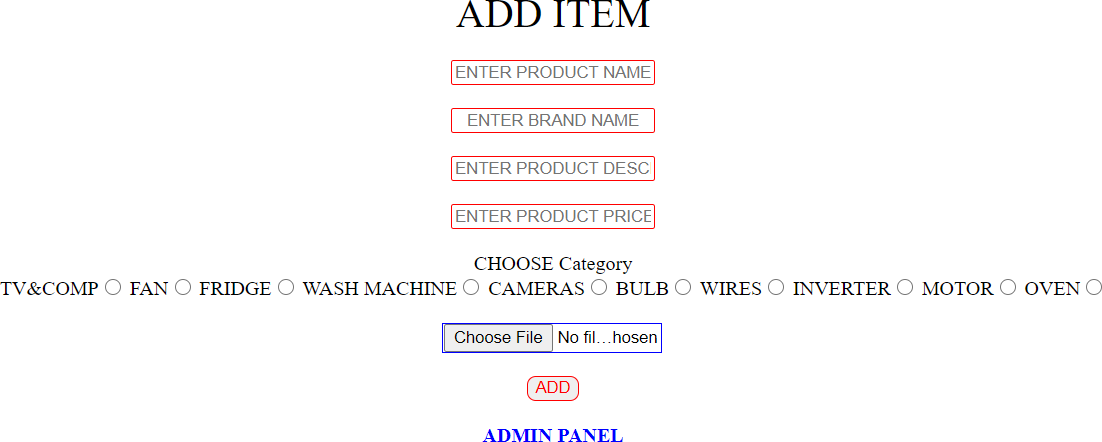 ADD ITEM
ENTER PRODUCT NAME
ENTER BRAND NAME
ENTER PRODUCT DESC
ENTER PRODUCT PRICE
CHOOSE Category
TV&COMP FAN FRIDGE WASH MACHINE CAMERAS BULB WIRES INVERTER MOTOR OVEN
Choose File No fil...hosen
ADD
ADMIN PANEL